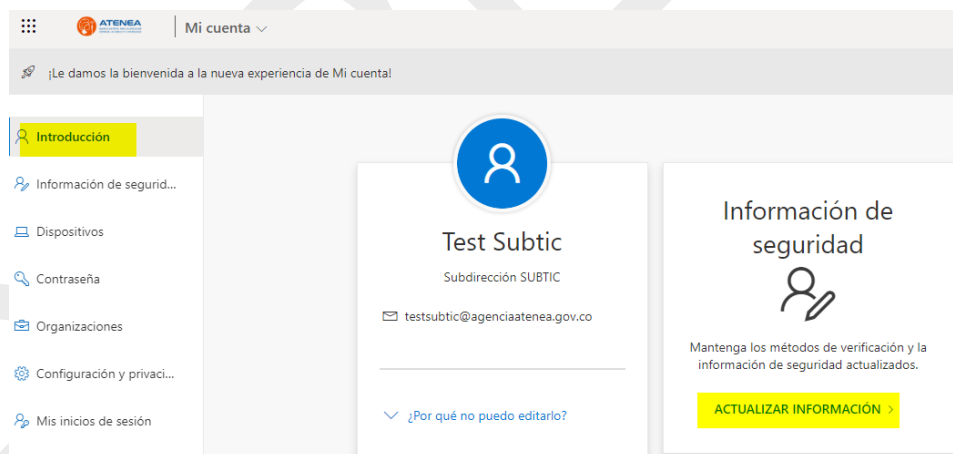 ATENEA
Mi cuenta
¡Le damos la bienvenida a la nueva experiencia de Mi cuenta!
Introducción
Información de segurid...
Dispositivos
Contraseña
Organizaciones
Configuración y privaci...
Mis inicios de sesión
Test Subtic
Subdirección SUBTIC
testsubtic@agenciaatenea.gov.co
¿Por qué no puedo editarlo?
Información de
seguridad
Mantenga los métodos de verificación y la
información de seguridad actualizados.
ACTUALIZAR INFORMACIÓN